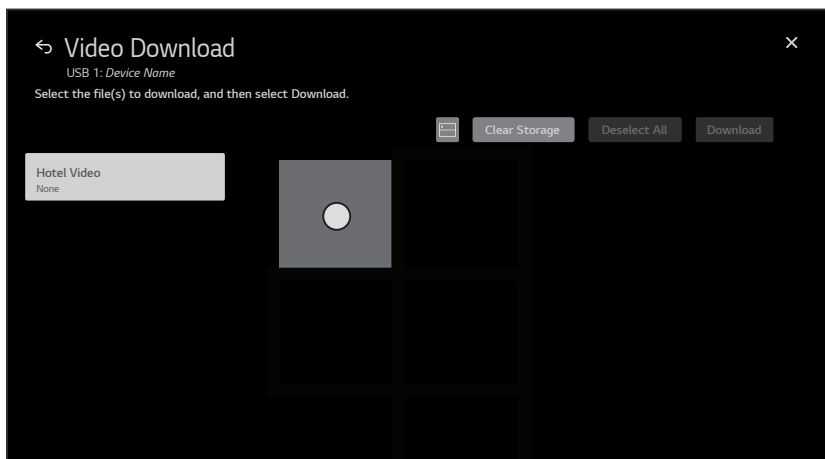 Video Download
USB 1: Device Name
Select the file(s) to download, and then select Download.
Clear Storage
Deselect All
Download
Hotel Video
None